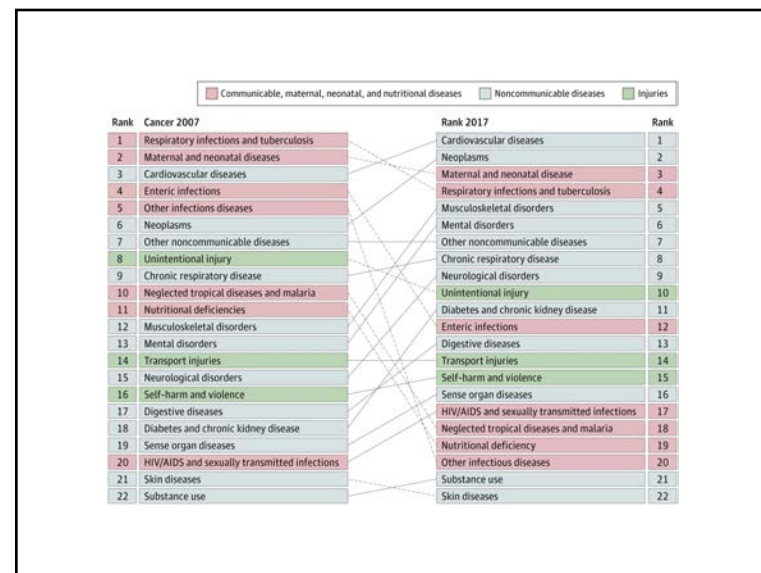 Communicable, maternal, neonatal, and nutritional diseases Noncommunicable diseases Injuries
Rank Cancer 2007 Rank 2017 Rank
1 Respiratory infections and tuberculosis Cardiovascular diseases 1
2 Maternal and neonatal diseases Neoplasms 2
3 Cardiovascular diseases Maternal and neonatal disease 3
4 Enteric infections Respiratory infections and tuberculosis 4
5 Other infections diseases Musculoskeletal disorders 5
6 Neoplasms Mental disorders 6
7 Other noncommunicable diseases Other noncommunicable diseases 7
8 Unintentional injury Chronic respiratory disease 8
9 Chronic respiratory disease Neurological disorders 9
10 Neglected tropical diseases and malaria Unintentional injury 10
11 Nutritional deficiencies Diabetes and chronic kidney disease 11
12 Musculoskeletal disorders Enteric infections 12
13 Mental disorders Digestive diseases 13
14 Transport injuries Transport injuries 14
15 Neurological disorders Self-harm and violence 15
16 Self-harm and violence Sense organ diseases 16
17 Digestive diseases HIV/AIDS and sexually transmitted infections 17
18 Diabetes and chronic kidney disease Neglected tropical diseases and malaria 18
19 Sense organ diseases Nutritional deficiency 19
20 HIV/AIDS and sexually transmitted infections Other infectious diseases 20
21 Skin diseases Substance use 21
22 Substance use Skin diseases 22